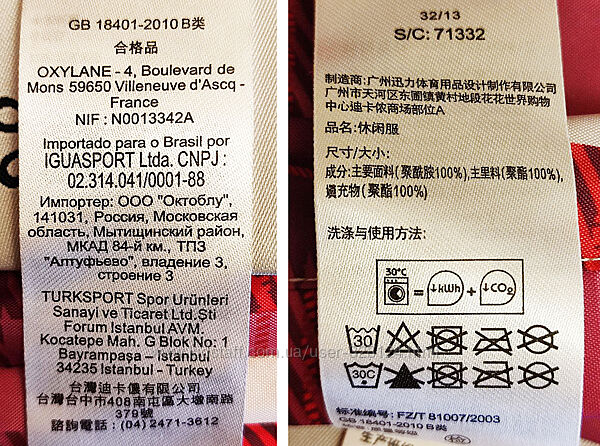 GB 18401-2010 B类
合格品
OXYLANE - 4, Boulevard de
Mons 59650 Villeneuve d'Ascq -
France
NIF : N0013342A
Importado para o Brasil por
IGUASPORT Ltda. CNPJ :
02.314.041/0001-88
Импортер: ООО "Октоблу",
141031, Россия, Московская
область, Мытищинский район,
МКАД 84-й км., ТПЗ
"Алтуфьево", владение 3,
строение 3
TURKSPORT Spor Urünleri
Sanayi ve Ticaret Ltd.Sti
Forum Istanbul AVM.
Kocatepe Mah. G Blok No: 1
Bayrampaşa – Istanbul
34235 Istanbul - Turkey
台灣迪卡儂有限公司
台灣台中市408南屯區大墩南路
379號
諮詢電話：(04) 2471-3612
32/13
S/C: 71332
制造商:广州迅力体育用品设计制作有限公司
广州市天河区东圃镇黄村地段花花世界购物
中心迪卡侬商场部位A
品名:休闲服
尺寸/大小:
成分:主要面料(聚酰胺100%),主里料(聚酯100%),
填充物(聚酯100%)
洗涤与使用方法:
30°C = ↓kWh + ↓CO2
30
30C
标准编号: FZ/T 81007/2003
GB 18401-2010 B类